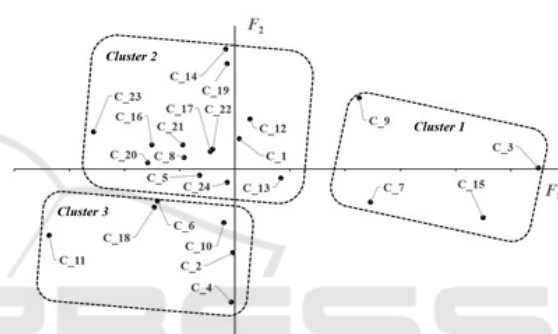 F₂
Cluster 2
C_14
C_19
C_23
C_17
C_22
C_16
C_21
C_12
C_9
Cluster 1
C_20
C_8
C_1
C_3
C_5
C_24
C_13
F₁
C_7
C_15
Cluster 3
C_6
C_18
C_10
C_11
C_2
C_4
PRESS